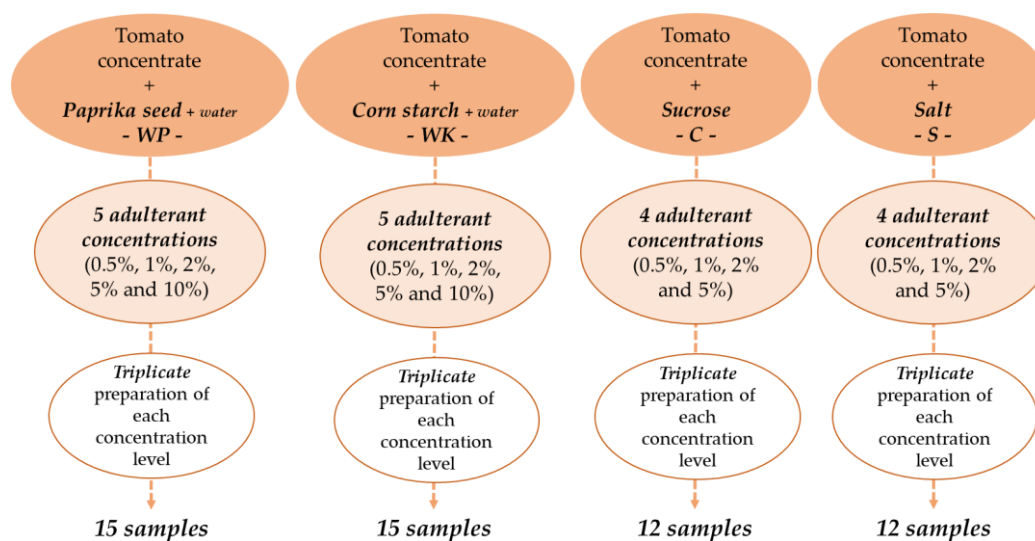 Tomato
concentrate
+
Paprika seed + water
- WP -
5 adulterant
concentrations
(0.5%, 1%, 2%,
5% and 10%)
Triplicate
preparation of
each
concentration
level
15 samples
Tomato
concentrate
+
Corn starch + water
- WK -
5 adulterant
concentrations
(0.5%, 1%, 2%,
5% and 10%)
Triplicate
preparation of
each
concentration
level
15 samples
Tomato
concentrate
+
Sucrose
- C -
4 adulterant
concentrations
(0.5%, 1%, 2%
and 5%)
Triplicate
preparation of
each
concentration
level
12 samples
Tomato
concentrate
+
Salt
- S -
4 adulterant
concentrations
(0.5%, 1%, 2%
and 5%)
Triplicate
preparation of
each
concentration
level
12 samples